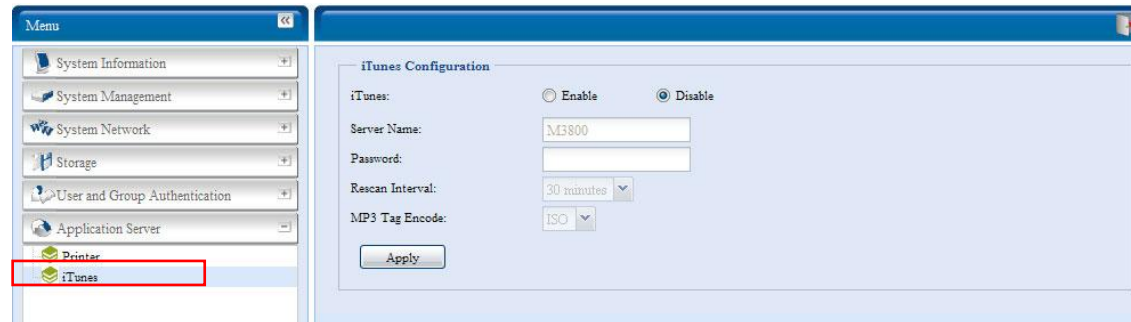 Menu
System Information
System Management
System Network
Storage
User and Group Authentication
Application Server
Printer
iTunes
iTunes Configuration
iTunes: Enable Disable
Server Name: M3800
Password:
Rescan Interval: 30 minutes
MP3 Tag Encode: ISO
Apply